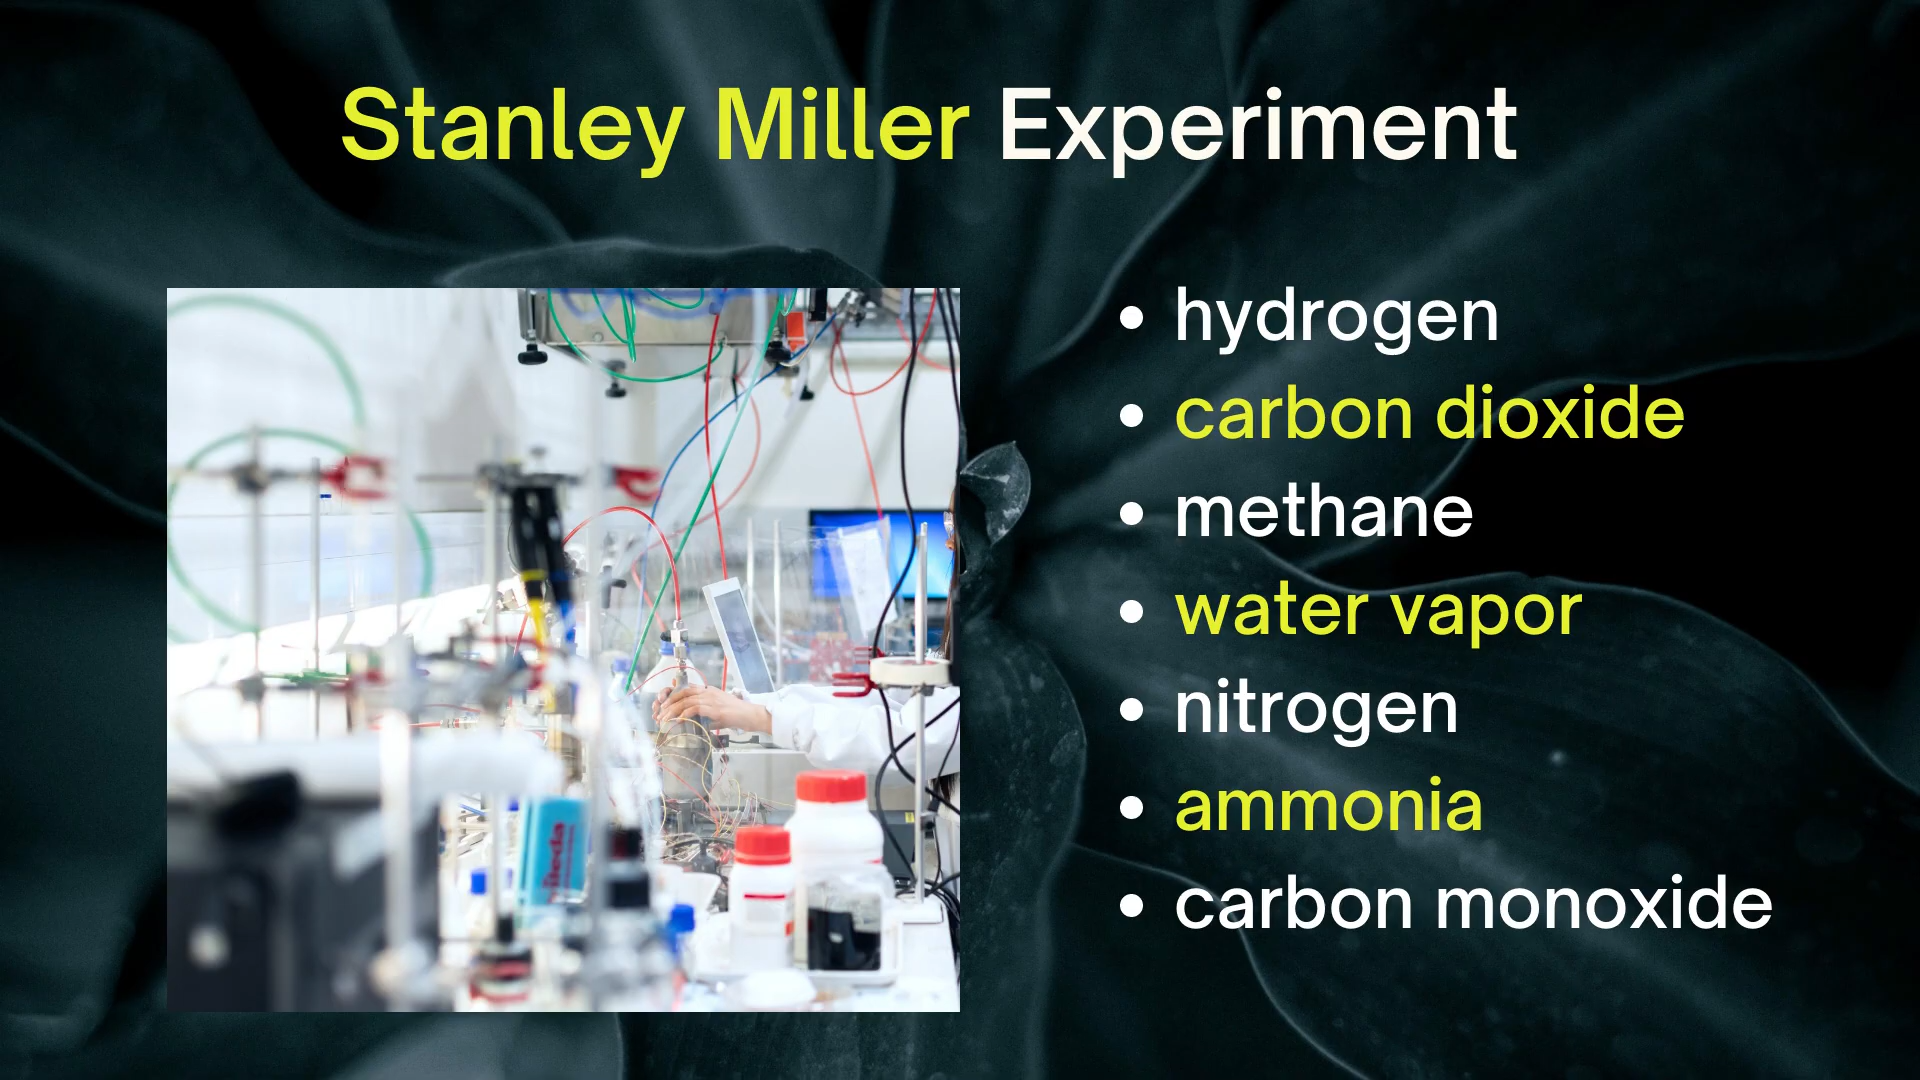 Stanley Miller Experiment
• hydrogen
• carbon dioxide
• methane
• water vapor
• nitrogen
• ammonia
• carbon monoxide